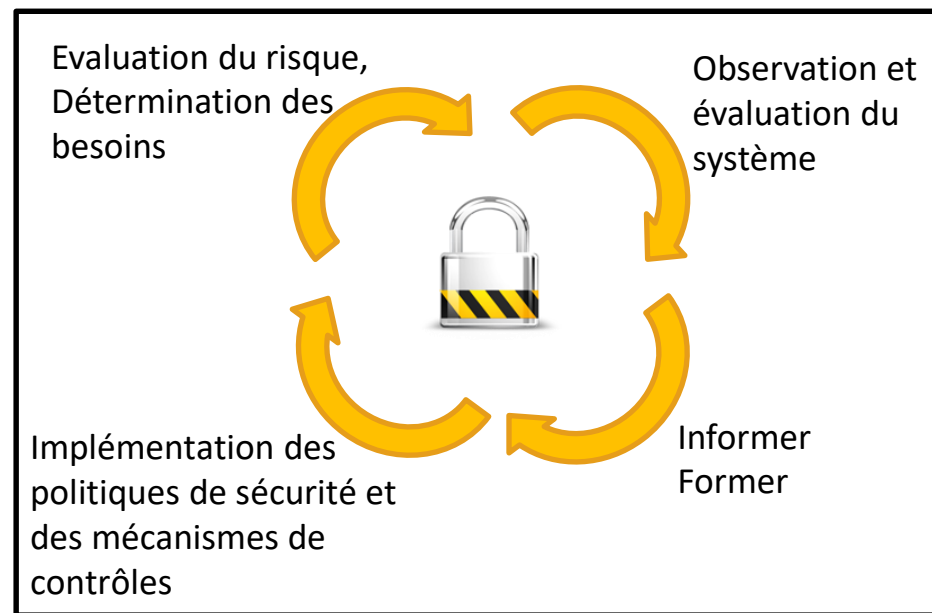 Evaluation du risque,
Détermination des
besoins
Observation et
évaluation du
système
Informer
Former
Implémentation des
politiques de sécurité et
des mécanismes de
contrôles